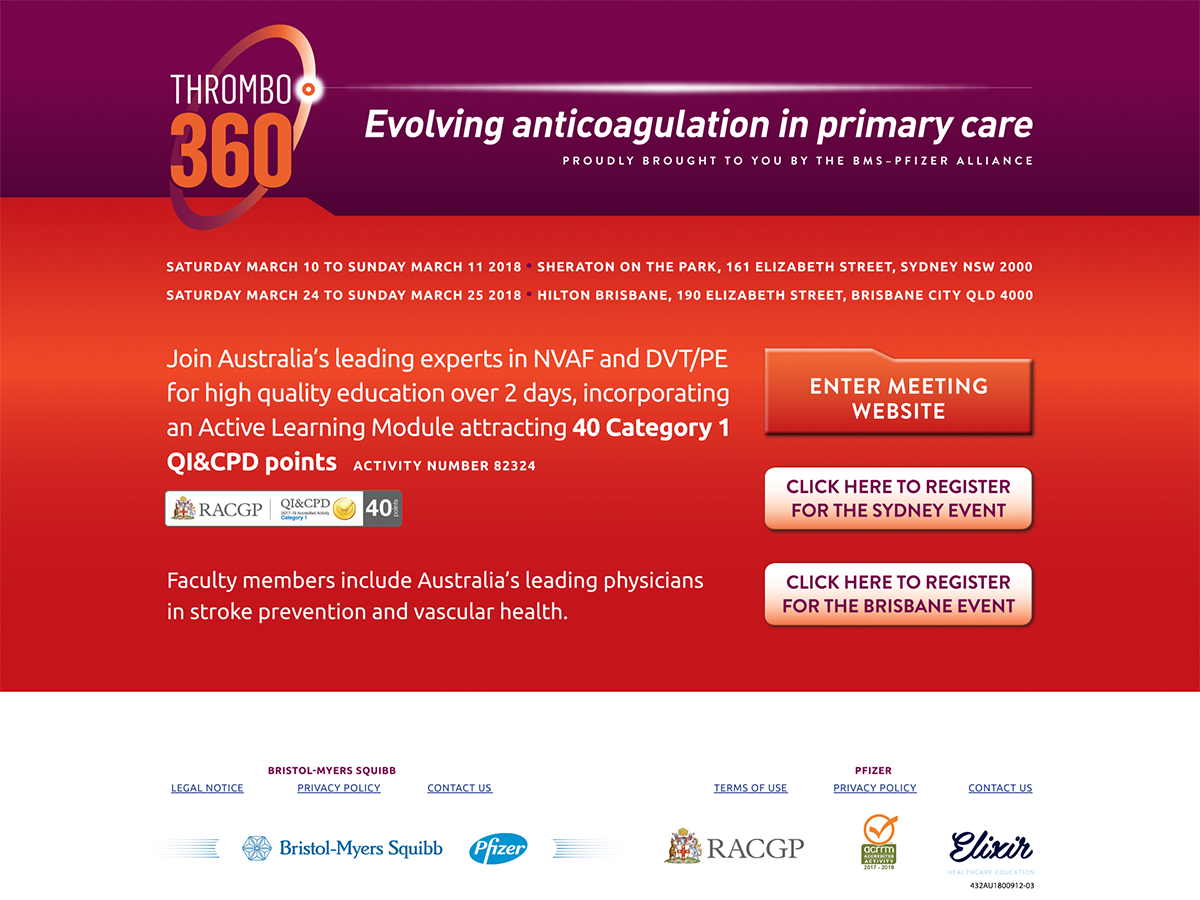 THROMBO
360
Evolving anticoagulation in primary care
PROUDLY BROUGHT TO YOU BY THE BMS–PFIZER ALLIANCE
SATURDAY MARCH 10 TO SUNDAY MARCH 11 2018 • SHERATON ON THE PARK, 161 ELIZABETH STREET, SYDNEY NSW 2000
SATURDAY MARCH 24 TO SUNDAY MARCH 25 2018 • HILTON BRISBANE, 190 ELIZABETH STREET, BRISBANE CITY QLD 4000
Join Australia’s leading experts in NVAF and DVT/PE
for high quality education over 2 days, incorporating
an Active Learning Module attracting 40 Category 1
QI&CPD points ACTIVITY NUMBER 82324
RACGP
QI&CPD
2017-19 Accredited Activity
Category 1
40 points
Faculty members include Australia’s leading physicians
in stroke prevention and vascular health.
ENTER MEETING
WEBSITE
CLICK HERE TO REGISTER
FOR THE SYDNEY EVENT
CLICK HERE TO REGISTER
FOR THE BRISBANE EVENT
BRISTOL-MYERS SQUIBB
LEGAL NOTICE PRIVACY POLICY CONTACT US
PFIZER
TERMS OF USE PRIVACY POLICY CONTACT US
Bristol-Myers Squibb
Pfizer
RACGP
acrrm
ACCREDITED
ACTIVITY
2017 - 2019
Elixir
HEALTHCARE EDUCATION
432AU1800912-03